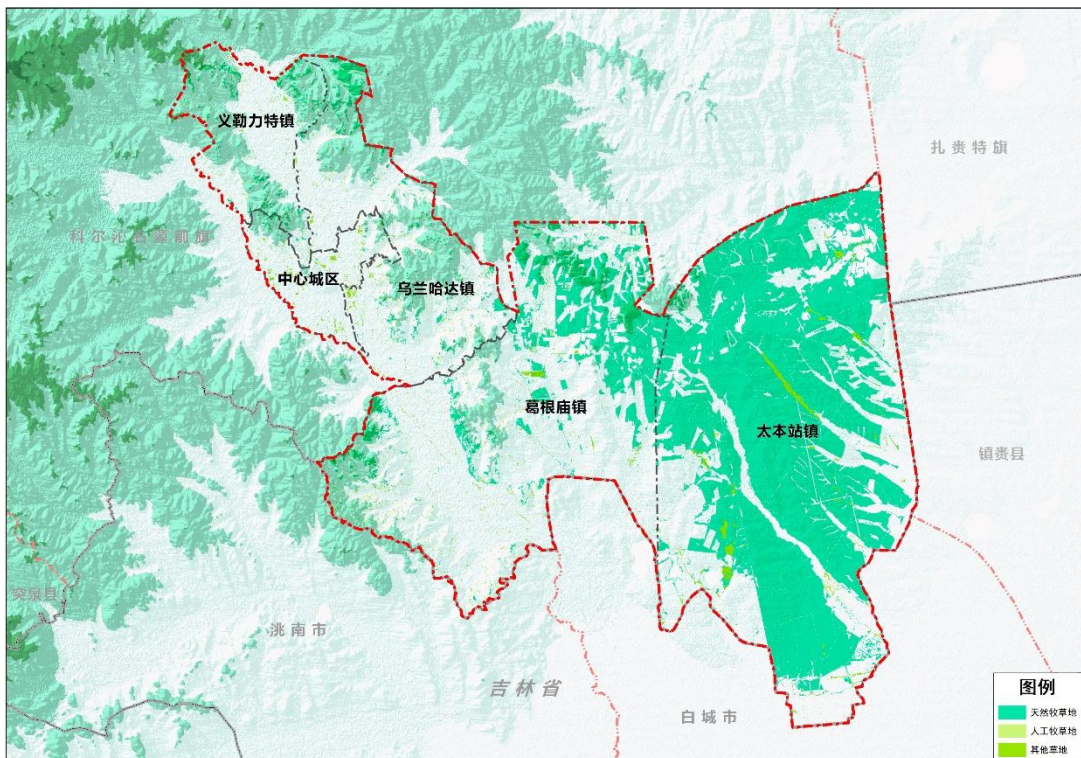 义勒力特镇
扎赉特旗
科尔沁右翼前旗
中心城区
乌兰哈达镇
葛根庙镇
太本站镇
镇赉县
突泉县
洮南市
吉林省
白城市
图例
天然牧草地
人工牧草地
其他草地